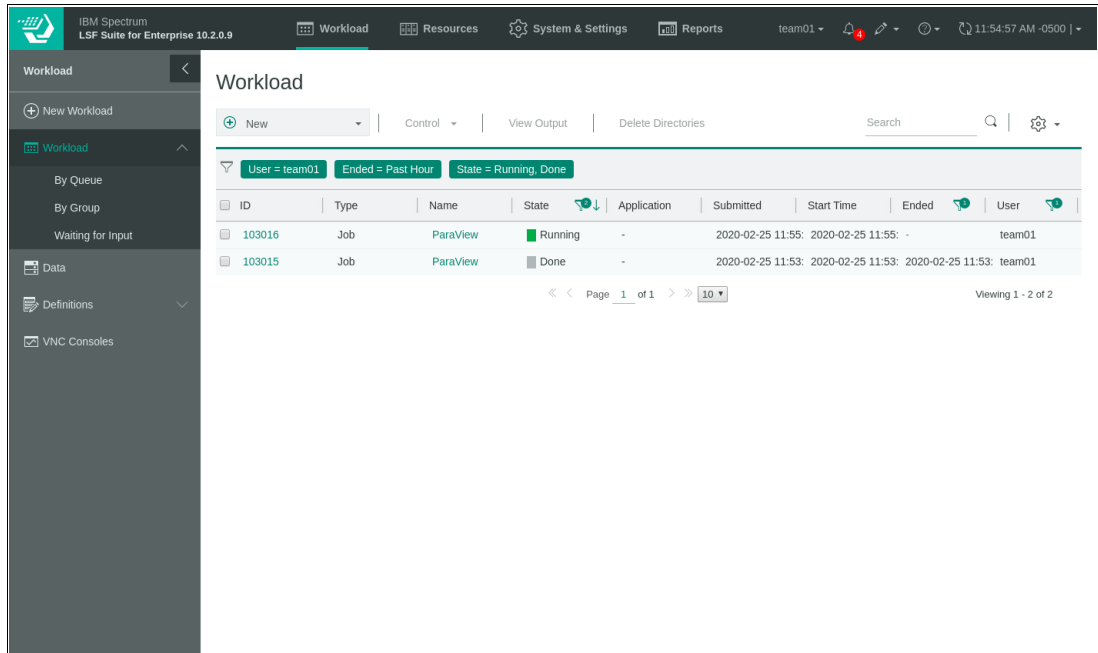 IBM Spectrum
LSF Suite for Enterprise 10.2.0.9
Workload
Resources
System & Settings
Reports
team01
4
11:54:57 AM -0500 |
Workload
New Workload
Workload
By Queue
By Group
Waiting for Input
Data
Definitions
VNC Consoles
Workload
New
Control
View Output
Delete Directories
Search
User = team01
Ended = Past Hour
State = Running, Done
ID Type Name State 2 Application Submitted Start Time Ended 1 User 1
103016 Job ParaView Running - 2020-02-25 11:55: 2020-02-25 11:55: - team01
103015 Job ParaView Done - 2020-02-25 11:53: 2020-02-25 11:53: 2020-02-25 11:53: team01
Page 1 of 1 10
Viewing 1 - 2 of 2